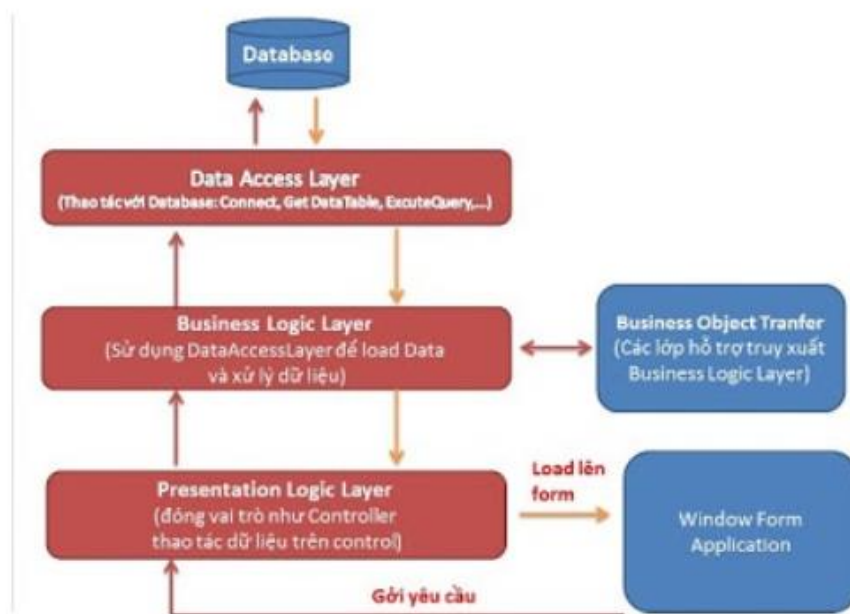 Database
Data Access Layer
(Thao tác với Database: Connect, Get DataTable, ExcuteQuery,...)
Business Logic Layer
(Sử dụng DataAccessLayer để load Data
và xử lý dữ liệu)
Business Object Tranfer
(Các lớp hỗ trợ truy xuất
Business Logic Layer)
Presentation Logic Layer
(đóng vai trò như Controller
thao tác dữ liệu trên control)
Load lên
form
Window Form
Application
Gởi yêu cầu